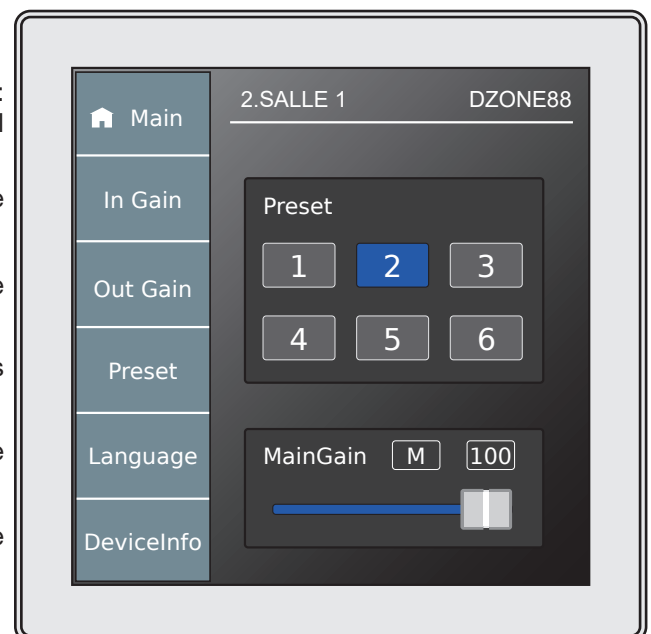 Main
In Gain
Out Gain
Preset
Language
DeviceInfo
2.SALLE 1 DZONE88
Preset
1 2 3
4 5 6
MainGain M 100